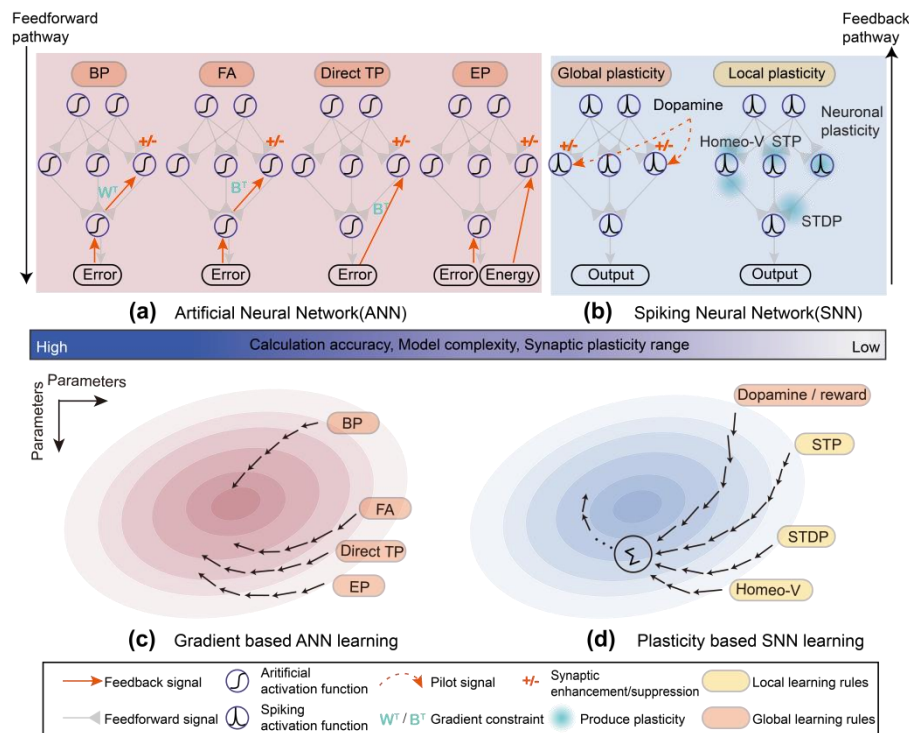 Feedforward
pathway
Feedback
pathway
BP
FA
Direct TP
EP
Global plasticity
Local plasticity
Dopamine
Neuronal
plasticity
+/-
+/-
+/-
+/-
+/-
+/-
Homeo-V
STP
W^T
B^T
B^T
STDP
Error
Error
Error
Error
Energy
Output
Output
(a) Artificial Neural Network(ANN)
(b) Spiking Neural Network(SNN)
High
Calculation accuracy, Model complexity, Synaptic plasticity range
Low
Parameters
Parameters
BP
FA
Direct TP
EP
Dopamine / reward
STP
STDP
Homeo-V
Σ
(c) Gradient based ANN learning
(d) Plasticity based SNN learning
Feedback signal
Aritificial
activation function
Pilot signal
+/-
Synaptic
enhancement/suppression
Local learning rules
Feedforward signal
Spiking
activation function
W^T / B^T Gradient constraint
Produce plasticity
Global learning rules